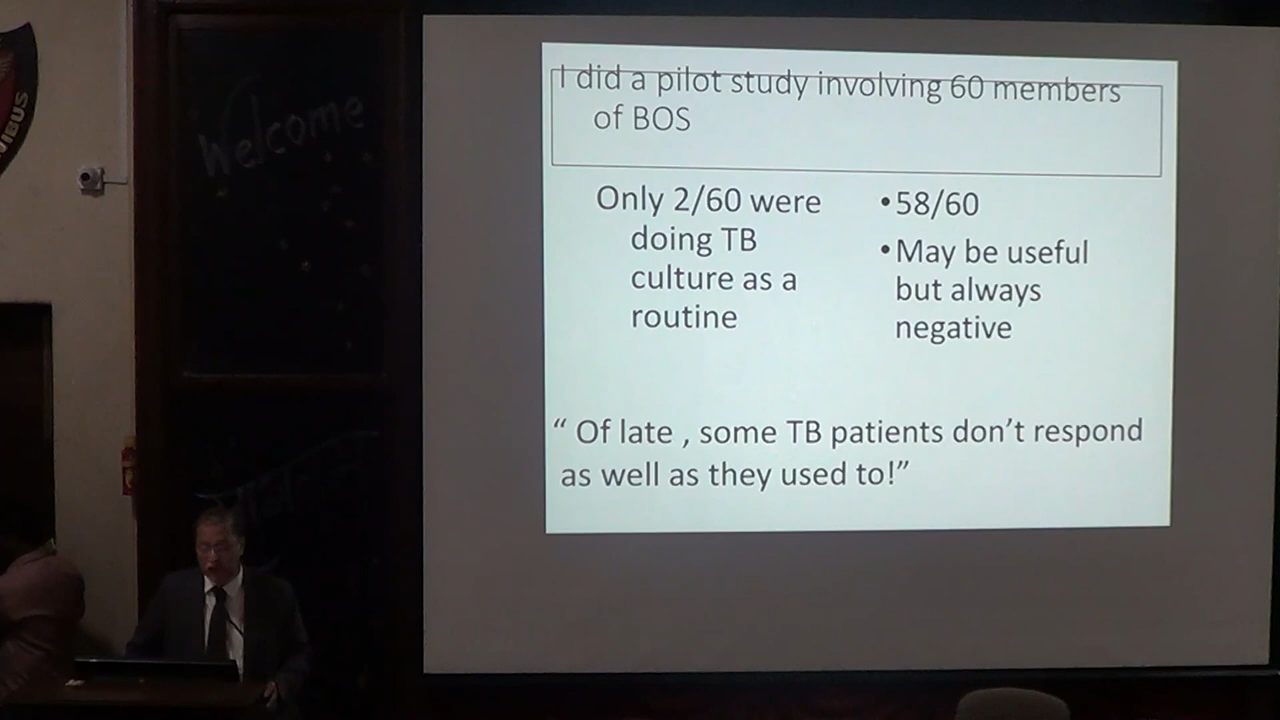 NIBUS
Welcome
I did a pilot study involving 60 members
of BOS
Only 2/60 were
doing TB
culture as a
routine
•58/60
•May be useful
but always
negative
“ Of late , some TB patients don’t respond
as well as they used to!”